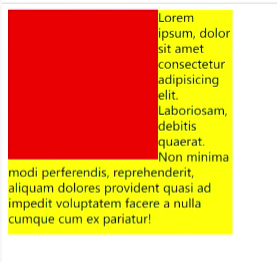 Lorem
ipsum, dolor
sit amet
consectetur
adipisicing
elit.
Laboriosam,
debitis
quaerat.
Non minima
modi perferendis, reprehenderit,
aliquam dolores provident quasi ad
impedit voluptatem facere a nulla
cumque cum ex pariatur!